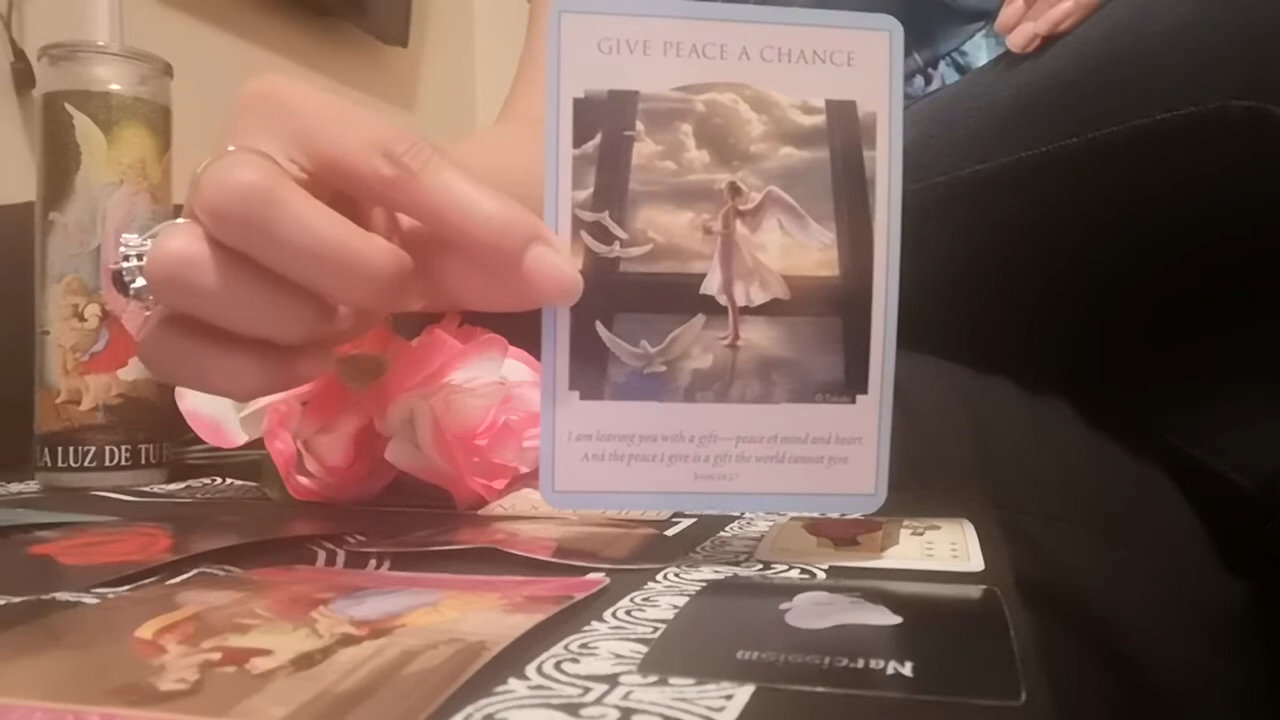 GIVE PEACE A CHANCE
I am leaving you with a gift—peace of mind and heart
And the peace I give is a gift the world cannot give.
John 14:27
LA LUZ DE TU
Narcissism